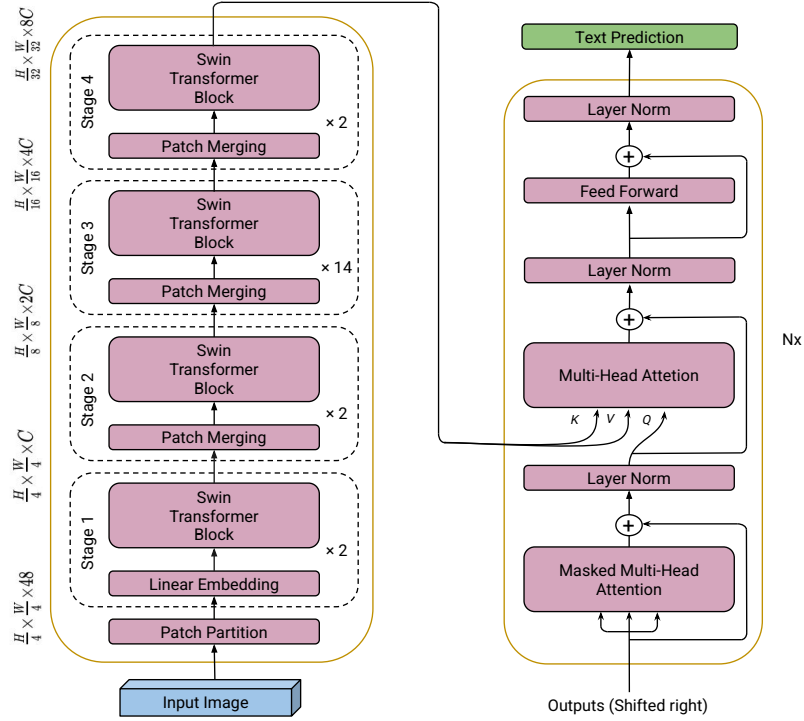 H/32 × W/32 ×8C
Stage 4
Swin
Transformer
Block
× 2
Patch Merging
H/16 × W/16 ×4C
Stage 3
Swin
Transformer
Block
× 14
Patch Merging
H/8 × W/8 ×2C
Stage 2
Swin
Transformer
Block
× 2
Patch Merging
H/4 × W/4 ×C
Stage 1
Swin
Transformer
Block
× 2
Linear Embedding
H/4 × W/4 ×48
Patch Partition
Input Image
Text Prediction
Layer Norm
+
Feed Forward
Layer Norm
+
Nx
Multi-Head Attetion
K V Q
Layer Norm
+
Masked Multi-Head
Attention
Outputs (Shifted right)